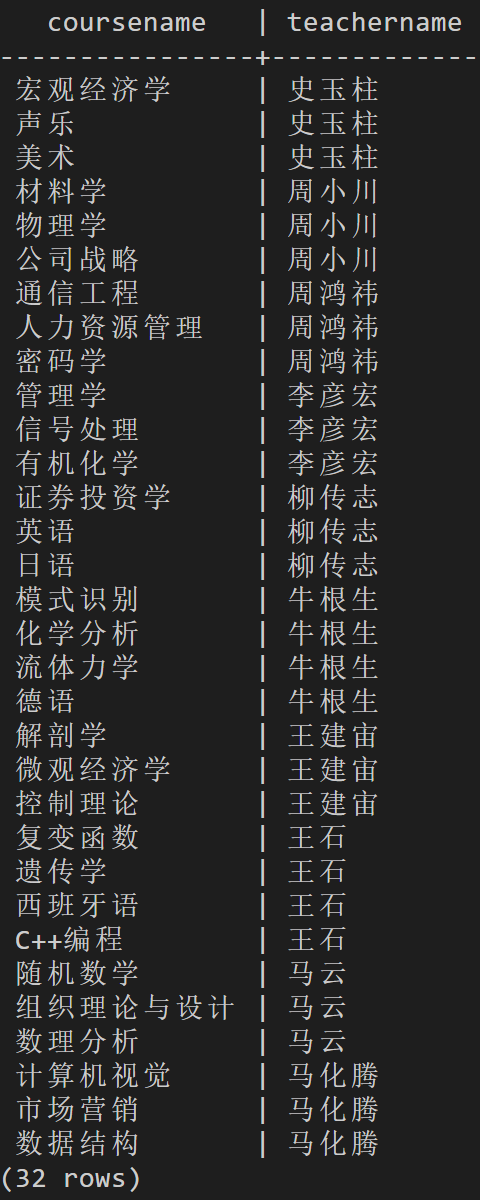 coursename | teachername
----------------+-------------
宏观经济学 | 史玉柱
声乐 | 史玉柱
美术 | 史玉柱
材料学 | 周小川
物理学 | 周小川
公司战略 | 周小川
通信工程 | 周鸿祎
人力资源管理 | 周鸿祎
密码学 | 周鸿祎
管理学 | 李彦宏
信号处理 | 李彦宏
有机化学 | 李彦宏
证券投资学 | 柳传志
英语 | 柳传志
日语 | 柳传志
模式识别 | 牛根生
化学分析 | 牛根生
流体力学 | 牛根生
德语 | 牛根生
解剖学 | 王建宙
微观经济学 | 王建宙
控制理论 | 王建宙
复变函数 | 王石
遗传学 | 王石
西班牙语 | 王石
C++编程 | 王石
随机数学 | 马云
组织理论与设计 | 马云
数理分析 | 马云
计算机视觉 | 马化腾
市场营销 | 马化腾
数据结构 | 马化腾
(32 rows)